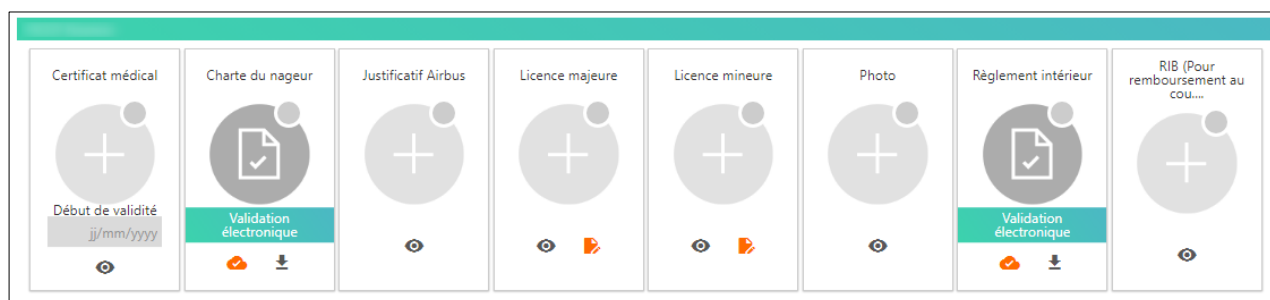 Certificat médical
Début de validité
jj/mm/yyyy
Charte du nageur
Validation
électronique
Justificatif Airbus
Licence majeure
Licence mineure
Photo
Règlement intérieur
Validation
électronique
RIB (Pour
remboursement au
cou....